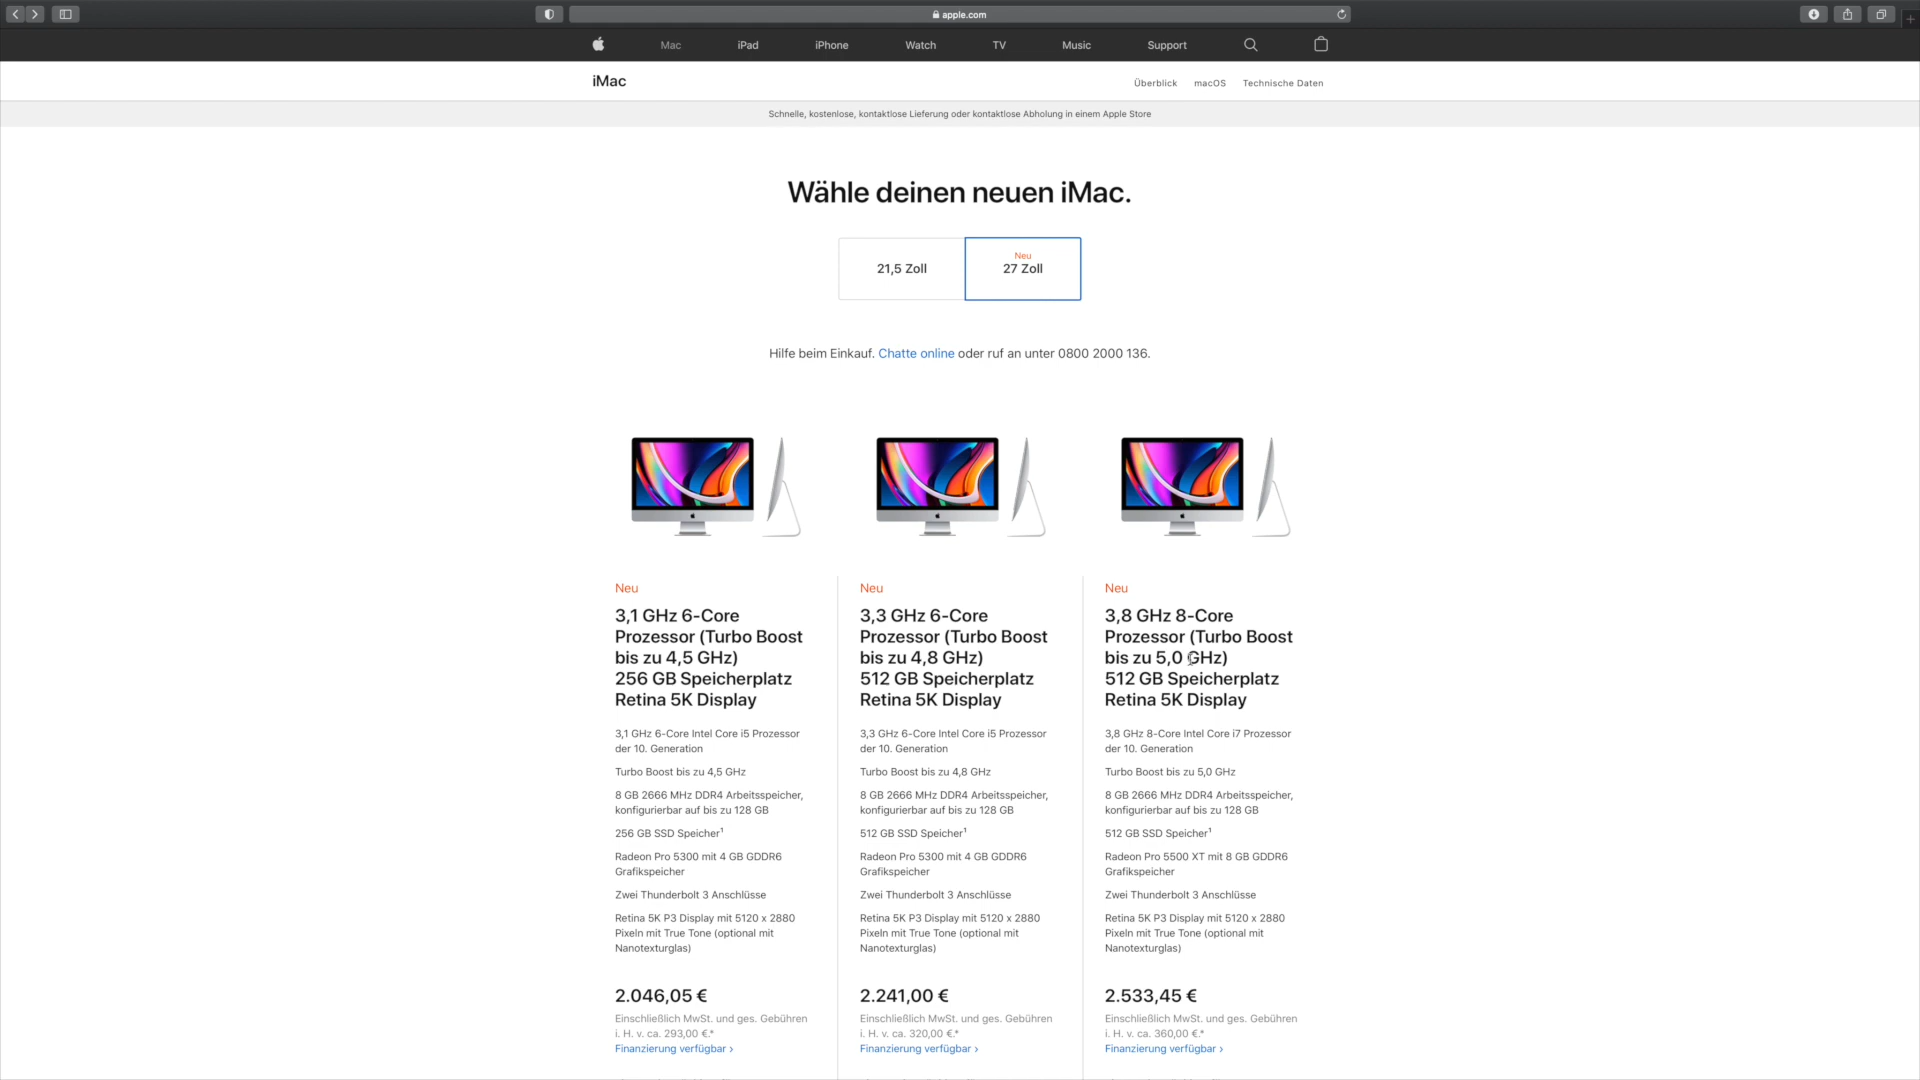 apple.com
Mac
iPad
iPhone
Watch
TV
Music
Support
iMac
Überblick
macOS
Technische Daten
Schnelle, kostenlose, kontaktlose Lieferung oder kontaktlose Abholung in einem Apple Store
Wähle deinen neuen iMac.
21,5 Zoll
Neu
27 Zoll
Hilfe beim Einkauf. Chatte online oder ruf an unter 0800 2000 136.
Neu
3,1 GHz 6-Core
Prozessor (Turbo Boost
bis zu 4,5 GHz)
256 GB Speicherplatz
Retina 5K Display
3,1 GHz 6-Core Intel Core i5 Prozessor
der 10. Generation
Turbo Boost bis zu 4,5 GHz
8 GB 2666 MHz DDR4 Arbeitsspeicher,
konfigurierbar auf bis zu 128 GB
256 GB SSD Speicher¹
Radeon Pro 5300 mit 4 GB GDDR6
Grafikspeicher
Zwei Thunderbolt 3 Anschlüsse
Retina 5K P3 Display mit 5120 x 2880
Pixeln mit True Tone (optional mit
Nanotexturglas)
2.046,05 €
Einschließlich MwSt. und ges. Gebühren
i. H. v. ca. 293,00 €.*
Finanzierung verfügbar ›
Neu
3,3 GHz 6-Core
Prozessor (Turbo Boost
bis zu 4,8 GHz)
512 GB Speicherplatz
Retina 5K Display
3,3 GHz 6-Core Intel Core i5 Prozessor
der 10. Generation
Turbo Boost bis zu 4,8 GHz
8 GB 2666 MHz DDR4 Arbeitsspeicher,
konfigurierbar auf bis zu 128 GB
512 GB SSD Speicher¹
Radeon Pro 5300 mit 4 GB GDDR6
Grafikspeicher
Zwei Thunderbolt 3 Anschlüsse
Retina 5K P3 Display mit 5120 x 2880
Pixeln mit True Tone (optional mit
Nanotexturglas)
2.241,00 €
Einschließlich MwSt. und ges. Gebühren
i. H. v. ca. 320,00 €.*
Finanzierung verfügbar ›
Neu
3,8 GHz 8-Core
Prozessor (Turbo Boost
bis zu 5,0 GHz)
512 GB Speicherplatz
Retina 5K Display
3,8 GHz 8-Core Intel Core i7 Prozessor
der 10. Generation
Turbo Boost bis zu 5,0 GHz
8 GB 2666 MHz DDR4 Arbeitsspeicher,
konfigurierbar auf bis zu 128 GB
512 GB SSD Speicher¹
Radeon Pro 5500 XT mit 8 GB GDDR6
Grafikspeicher
Zwei Thunderbolt 3 Anschlüsse
Retina 5K P3 Display mit 5120 x 2880
Pixeln mit True Tone (optional mit
Nanotexturglas)
2.533,45 €
Einschließlich MwSt. und ges. Gebühren
i. H. v. ca. 360,00 €.*
Finanzierung verfügbar ›